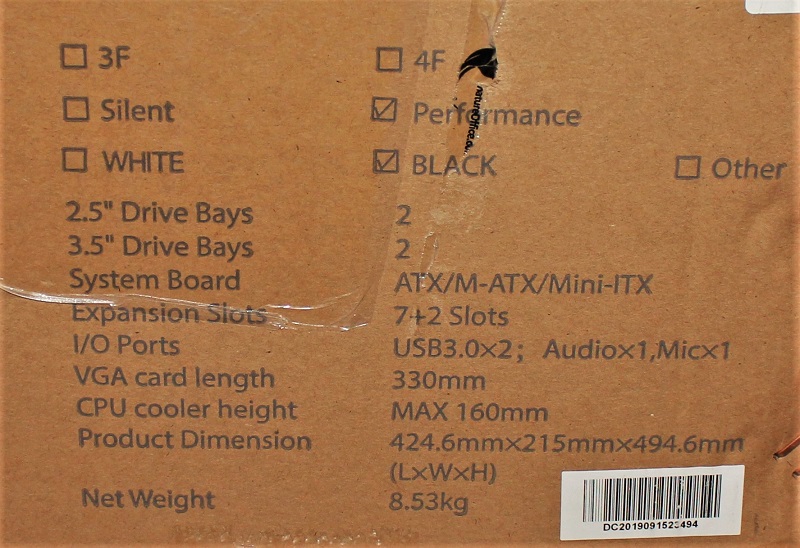 ☐ 3F ☐ 4F
☐ Silent ☑ Performance
☐ WHITE ☑ BLACK ☐ Other
2.5" Drive Bays 2
3.5" Drive Bays 2
System Board ATX/M-ATX/Mini-ITX
Expansion Slots 7+2 Slots
I/O Ports USB3.0×2; Audio×1,Mic×1
VGA card length 330mm
CPU cooler height MAX 160mm
Product Dimension 424.6mm×215mm×494.6mm
(L×W×H)
Net Weight 8.53kg
DC2019091523494